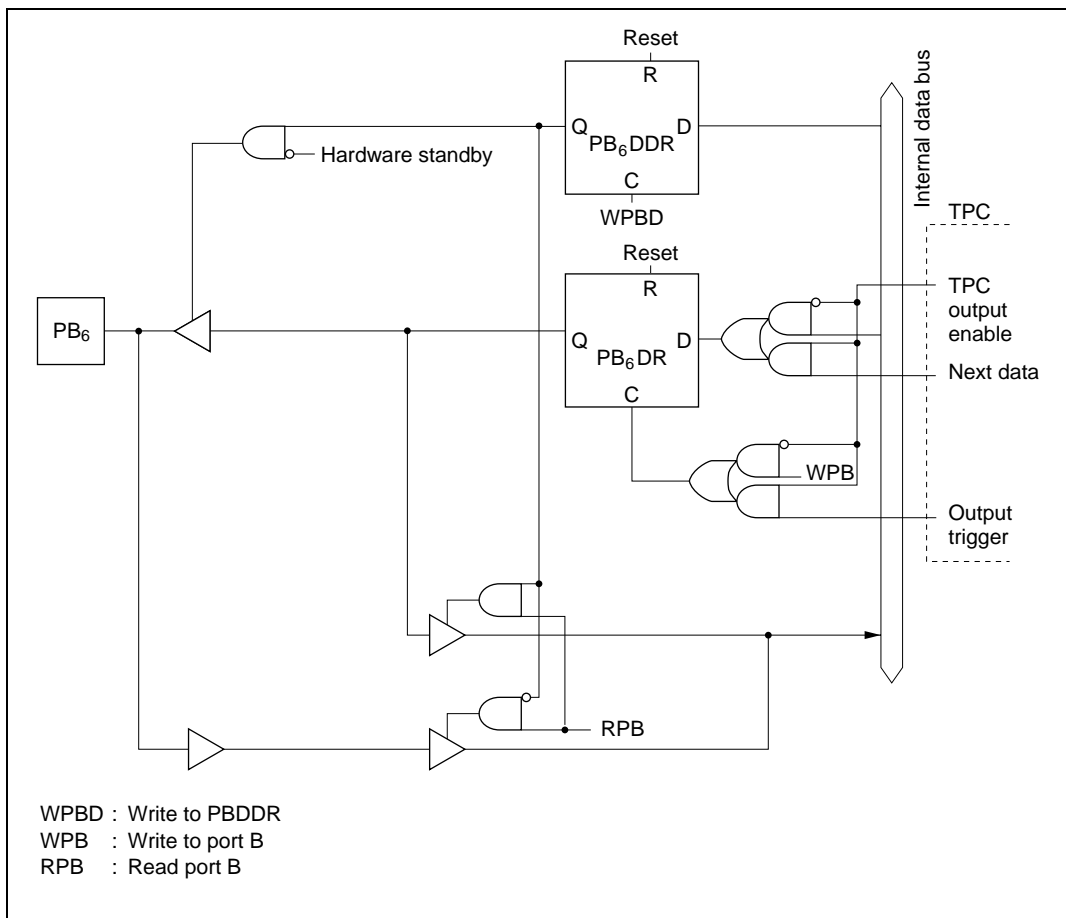 Reset
R
Q
D
PB₆DDR
C
WPBD
Hardware standby
Internal data bus
TPC
Reset
R
Q
D
PB₆DR
C
PB₆
TPC
output
enable
Next data
WPB
Output
trigger
RPB
WPBD : Write to PBDDR
WPB : Write to port B
RPB : Read port B